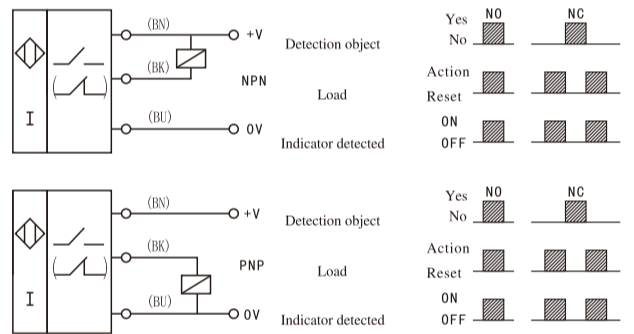 (BN)
+V
(BK)
NPN
I
(BU)
0V
Detection object
Load
Indicator detected
Yes
No
NO
NC
Action
Reset
ON
OFF
(BN)
+V
(BK)
PNP
I
(BU)
0V
Detection object
Load
Indicator detected
Yes
No
NO
NC
Action
Reset
ON
OFF